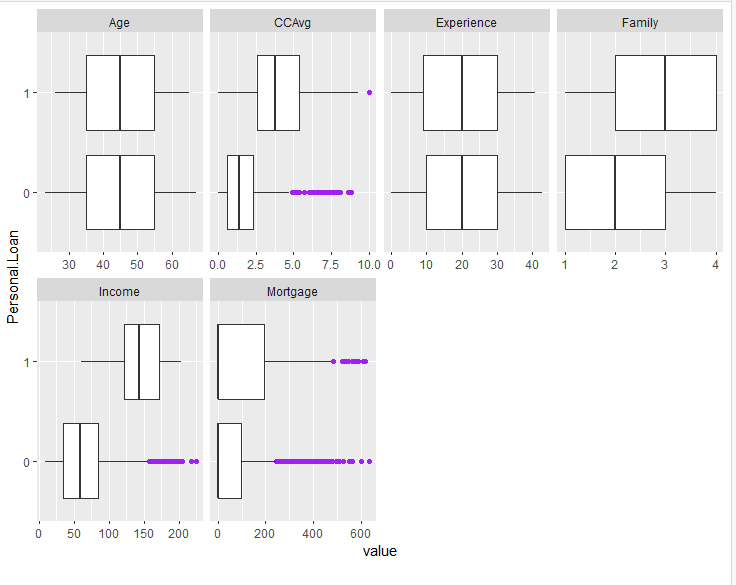 Age CCAvg Experience Family
1
0
30 40 50 60 0.0 2.5 5.0 7.5 10.0 0 10 20 30 40 1 2 3 4
Personal.Loan
Income Mortgage
1
0
0 50 100 150 200 0 200 400 600
value